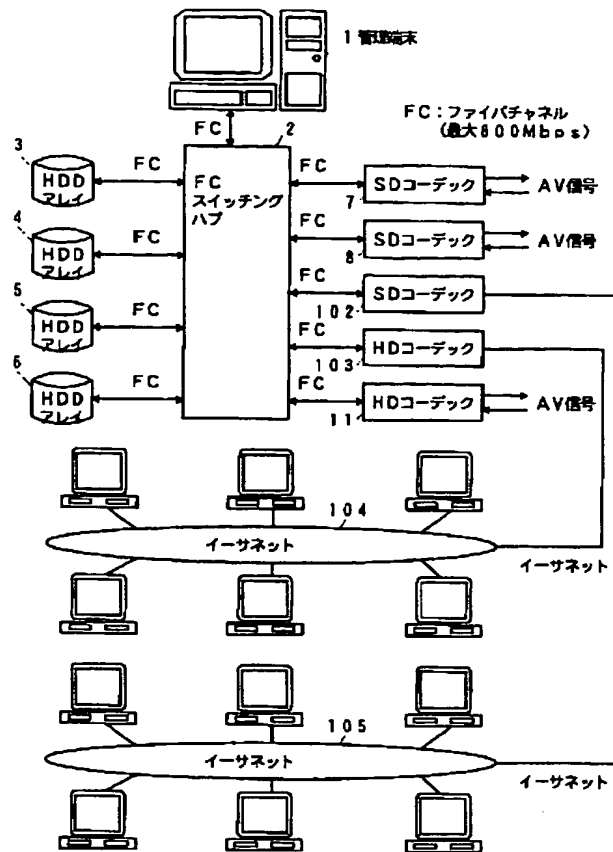 1 管理端末
FC:ファイバチャネル
(最大800Mbps)
FC
2
3
HDD
アレイ
FC
FC
スイッチング
ハブ
FC
7
SDコーデック
AV信号
4
HDD
アレイ
FC
FC
8
SDコーデック
AV信号
FC
102
SDコーデック
5
HDD
アレイ
FC
FC
103
HDコーデック
6
HDD
アレイ
FC
FC
11
HDコーデック
AV信号
104
イーサネット
イーサネット
105
イーサネット
イーサネット